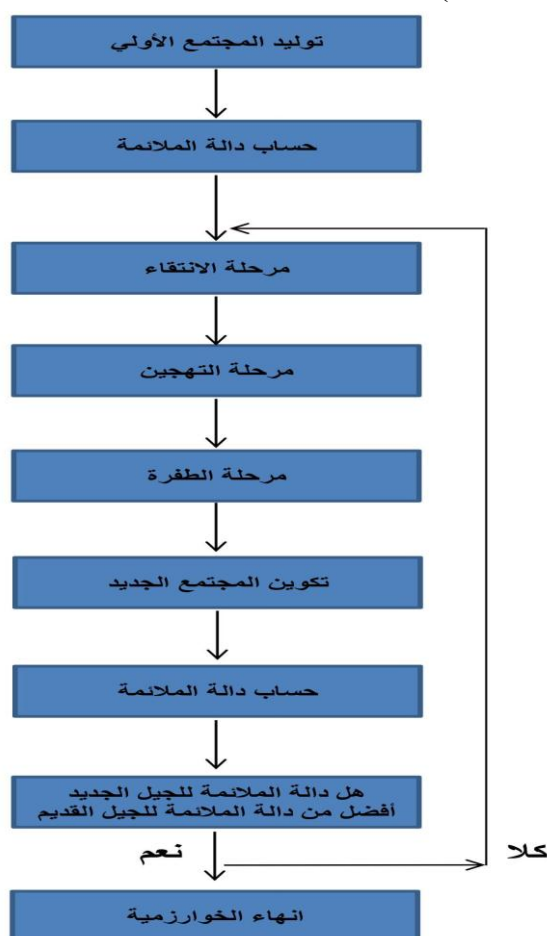 توليد المجتمع الأولي
حساب دالة الملائمة
مرحلة الانتقاء
مرحلة التهجين
مرحلة الطفرة
تكوين المجتمع الجديد
حساب دالة الملائمة
هل دالة الملائمة للجيل الجديد
أفضل من دالة الملائمة للجيل القديم
كلا
نعم
انهاء الخوارزمية